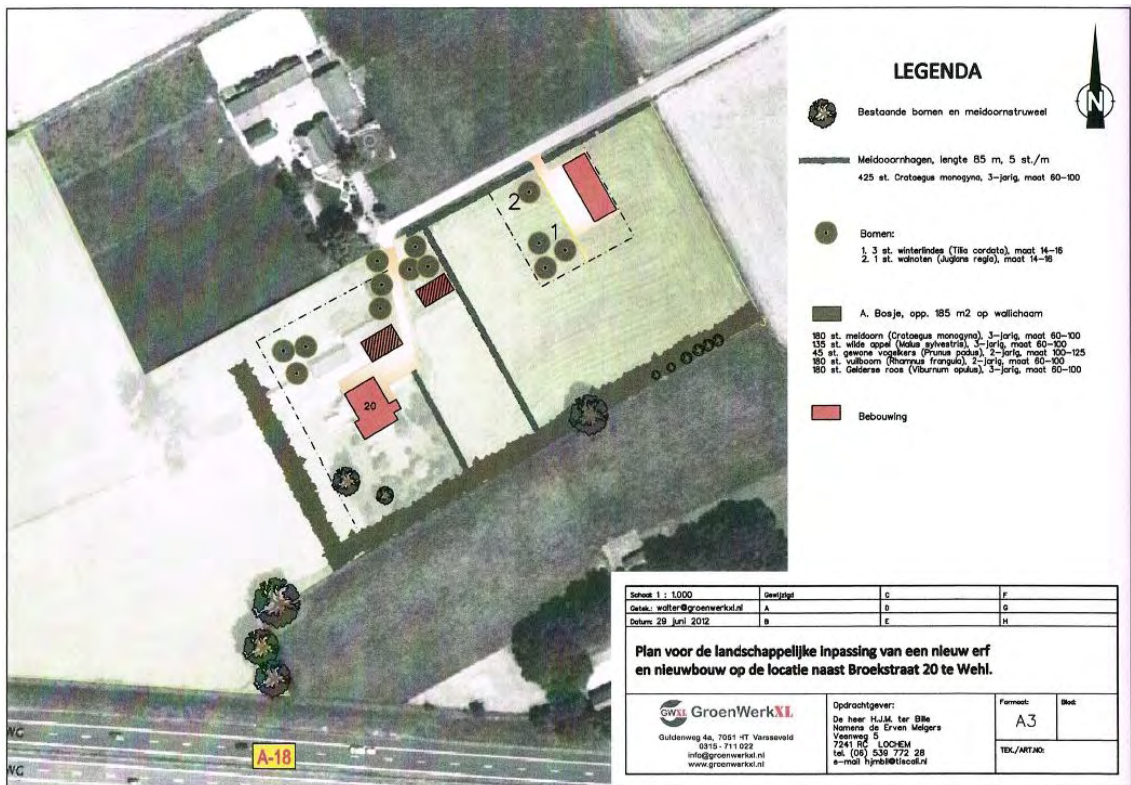 LEGENDA
N
Bestaande bomen en meidoornstruweel
Meidooornhagen, lengte 85 m, 5 st./m
425 st. Crataegus monogyna, 3-jarig, maat 60-100
Bomen:
1. 3 st. winterlindes (Tilia cordata), maat 14-16
2. 1 st. walnoten (Juglans regia), maat 14-16
A. Bosje, opp. 185 m2 op wallichaam
180 st. meidoorn (Crataegus monogyna), 3-jarig, maat 60-100
135 st. wilde appel (Malus sylvestris), 3-jarig, maat 60-100
45 st. gewone vogelkers (Prunus padus), 2-jarig, maat 100-125
180 st. vuilboom (Rhamnus frangula), 2-jarig, maat 60-100
180 st. Gelderse roos (Viburnum opulus), 3-jarig, maat 60-100
Bebouwing
2
1
20
A-18
Schaal 1 : 1.000 Gewijzigd C F
Getek.: walter@groenwerkxl.nl A D G
Datum: 29 juni 2012 B E H
Plan voor de landschappelijke inpassing van een nieuw erf
en nieuwbouw op de locatie naast Broekstraat 20 te Wehl.
GWXL GroenWerkXL
Guldenweg 4a, 7051 HT Varsseveld
0315 - 711 022
info@groenwerkxl.nl
www.groenwerkxl.nl
Opdrachtgever:
De heer H.J.M. ter Bille
Namens de Erven Melgers
Veenweg 5
7241 RC LOCHEM
tel. (06) 539 772 28
e-mail hjmbil@tiscali.nl
Formaat:
A3
Blad:
TEK./ART.NO: